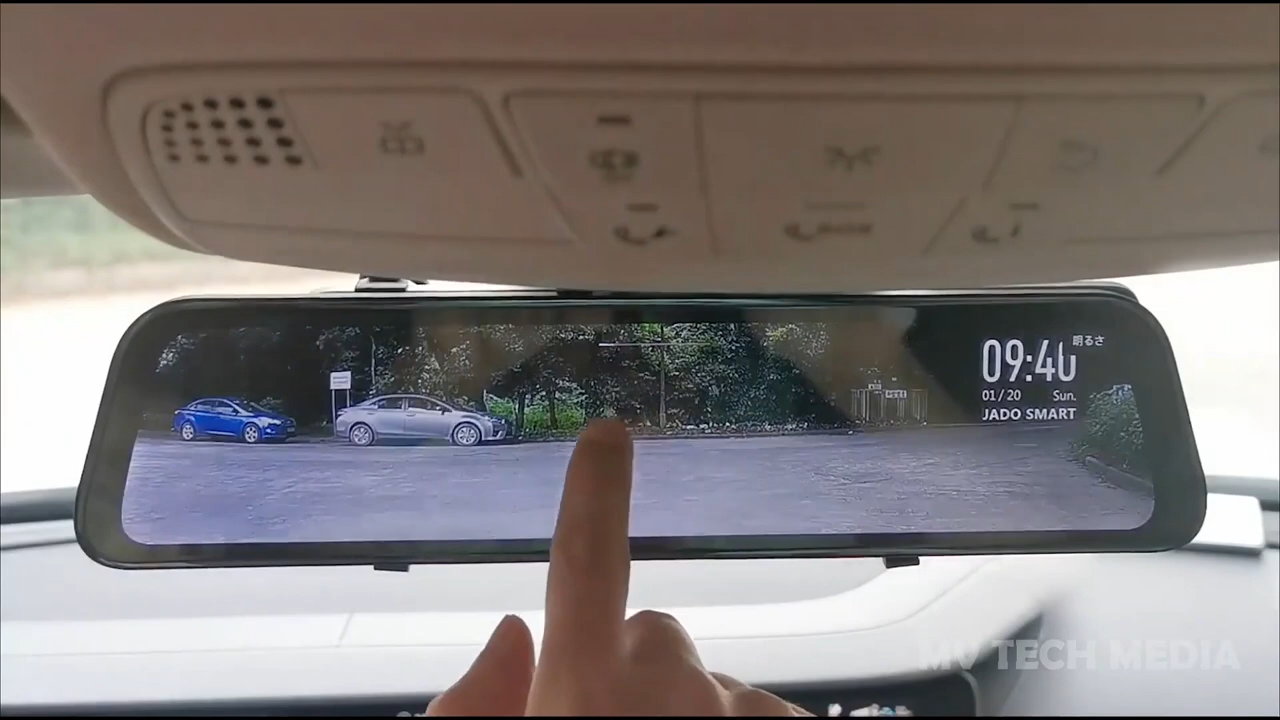 09:40
明るさ
01/20 Sun.
JADO SMART
MV TECH MEDIA